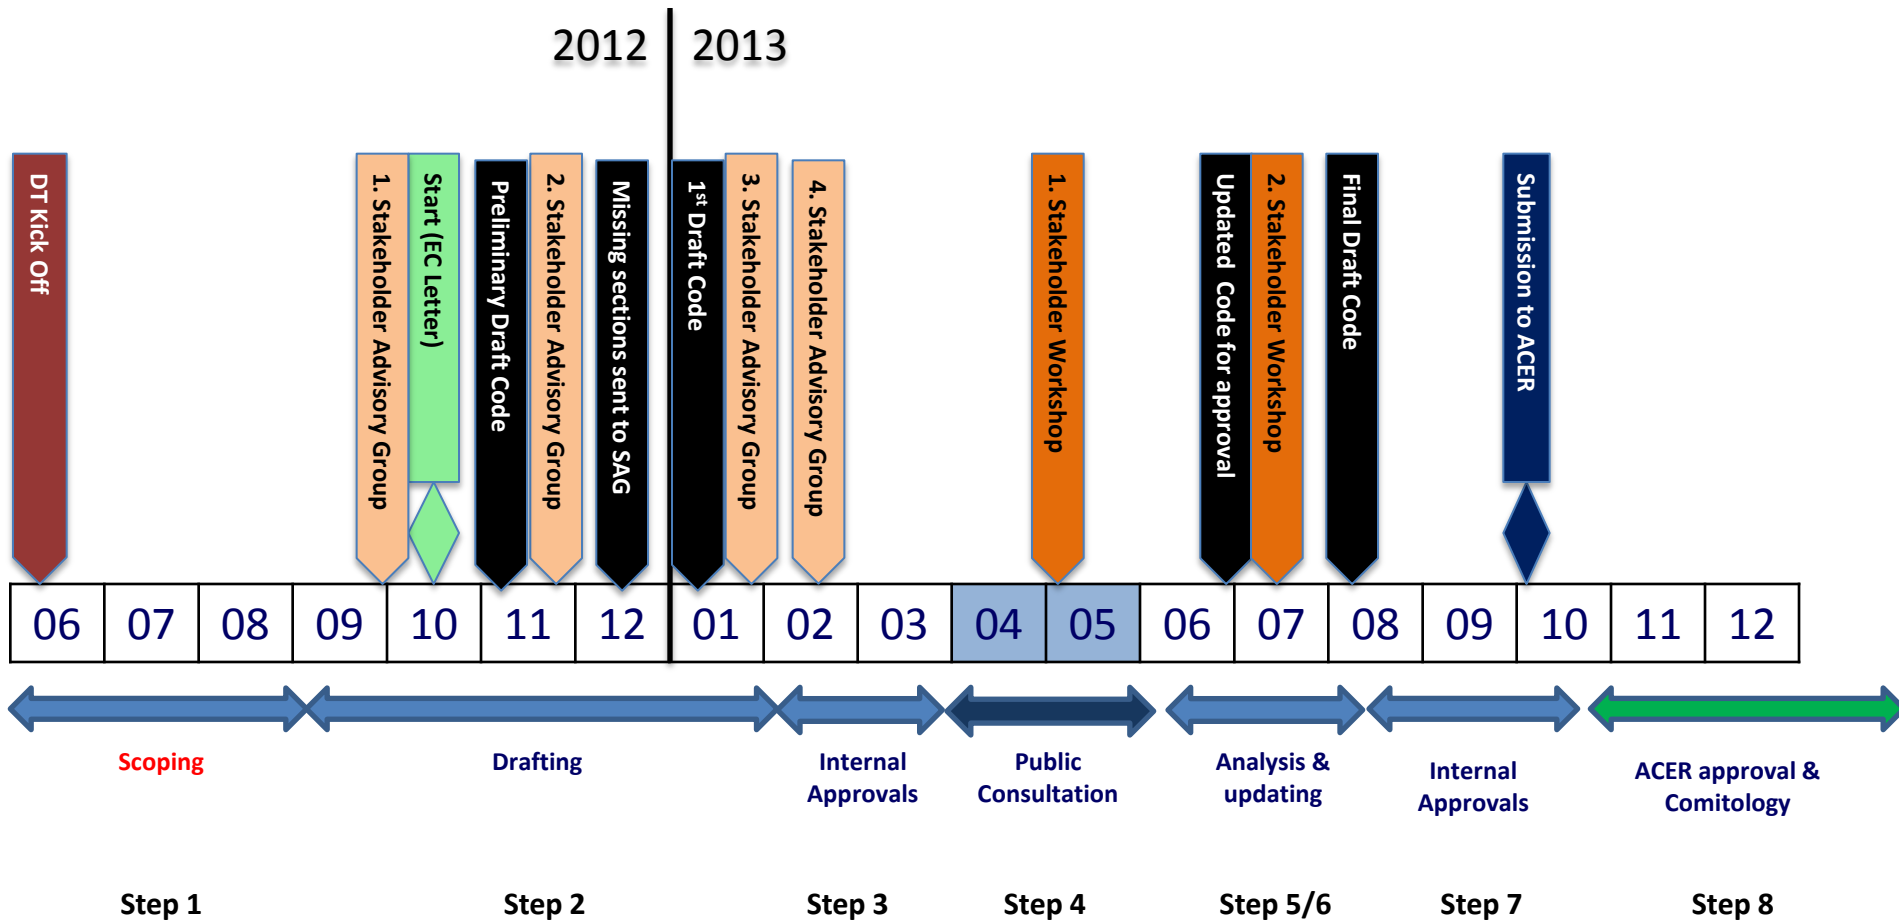 2012
2013
DT Kick Off
1. Stakeholder Advisory Group
Start (EC Letter)
Preliminary Draft Code
2. Stakeholder Advisory Group
Missing sections sent to SAG
1st Draft Code
3. Stakeholder Advisory Group
4. Stakeholder Advisory Group
1. Stakeholder Workshop
Updated Code for approval
2. Stakeholder Workshop
Final Draft Code
Submission to ACER
06 07 08 09 10 11 12 01 02 03 04 05 06 07 08 09 10 11 12
Scoping
Drafting
Internal
Approvals
Public
Consultation
Analysis &
updating
Internal
Approvals
ACER approval &
Comitology
Step 1
Step 2
Step 3
Step 4
Step 5/6
Step 7
Step 8